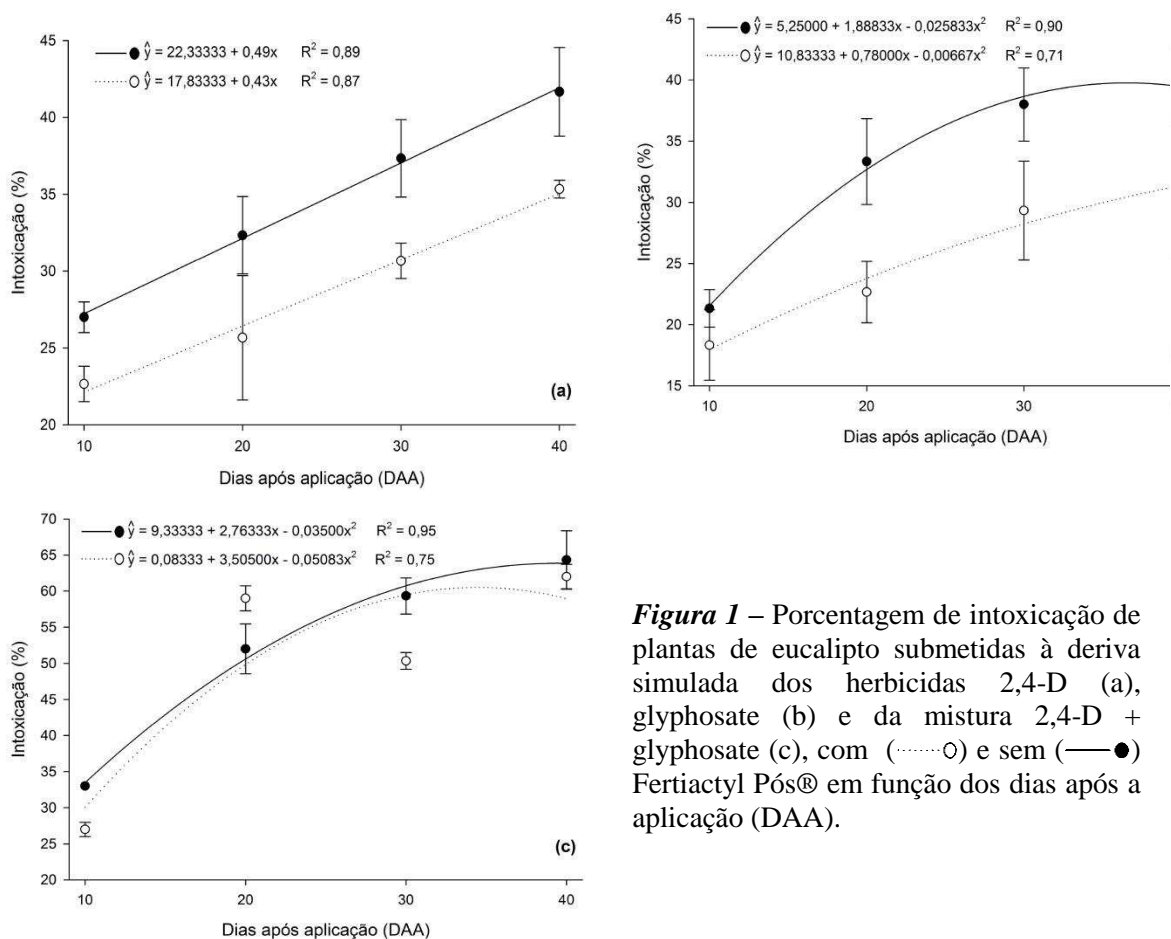 ŷ = 22,33333 + 0,49x R² = 0,89
ŷ = 17,83333 + 0,43x R² = 0,87
Intoxicação (%)
45
40
35
30
25
20
10
20
30
40
(a)
Dias após aplicação (DAA)
ŷ = 5,25000 + 1,88833x - 0,025833x² R² = 0,90
ŷ = 10,83333 + 0,78000x - 0,00667x² R² = 0,71
Intoxicação (%)
45
40
35
30
25
20
15
10
20
30
Dias após aplicação (DAA)
ŷ = 9,33333 + 2,76333x - 0,03500x² R² = 0,95
ŷ = 0,08333 + 3,50500x - 0,05083x² R² = 0,75
Intoxicação (%)
70
65
60
55
50
45
40
35
30
25
20
10
20
30
40
(c)
Dias após aplicação (DAA)
Figura 1 – Porcentagem de intoxicação de
plantas de eucalipto submetidas à deriva
simulada dos herbicidas 2,4-D (a),
glyphosate (b) e da mistura 2,4-D +
glyphosate (c), com (·······○) e sem (——●)
Fertiactyl Pós® em função dos dias após a
aplicação (DAA).